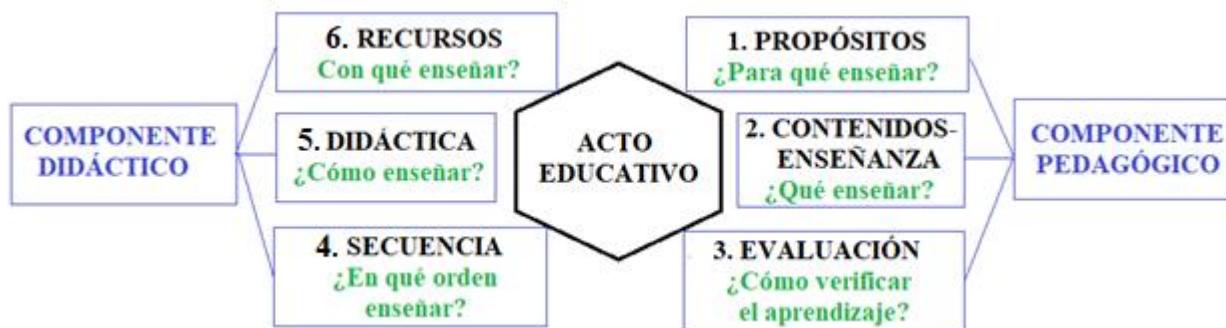 6. RECURSOS
Con qué enseñar?
1. PROPÓSITOS
¿Para qué enseñar?
COMPONENTE
DIDÁCTICO
5. DIDÁCTICA
¿Cómo enseñar?
ACTO
EDUCATIVO
2. CONTENIDOS-
ENSEÑANZA
¿Qué enseñar?
COMPONENTE
PEDAGÓGICO
4. SECUENCIA
¿En qué orden
enseñar?
3. EVALUACIÓN
¿Cómo verificar
el aprendizaje?